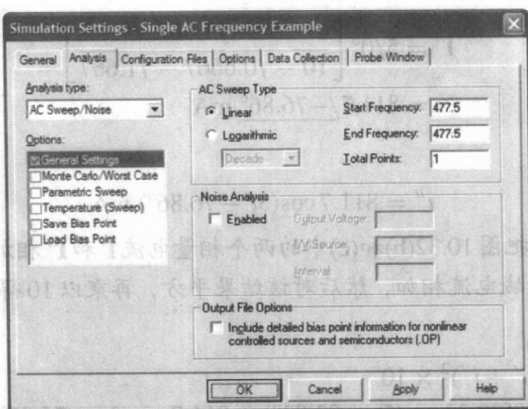 Simulation Settings - Single AC Frequency Example
General Analysis Configuration Files Options Data Collection Probe Window
Analysis type:
AC Sweep/Noise
Options:
General Settings
Monte Carlo/Worst Case
Parametric Sweep
Temperature (Sweep)
Save Bias Point
Load Bias Point
AC Sweep Type
Linear
Logarithmic
Decade
Start Frequency: 477.5
End Frequency: 477.5
Total Points: 1
Noise Analysis
Enabled
Output Voltage:
I/V Source:
Interval:
Output File Options
Include detailed bias point information for nonlinear
controlled sources and semiconductors (.OP)
OK Cancel Apply Help